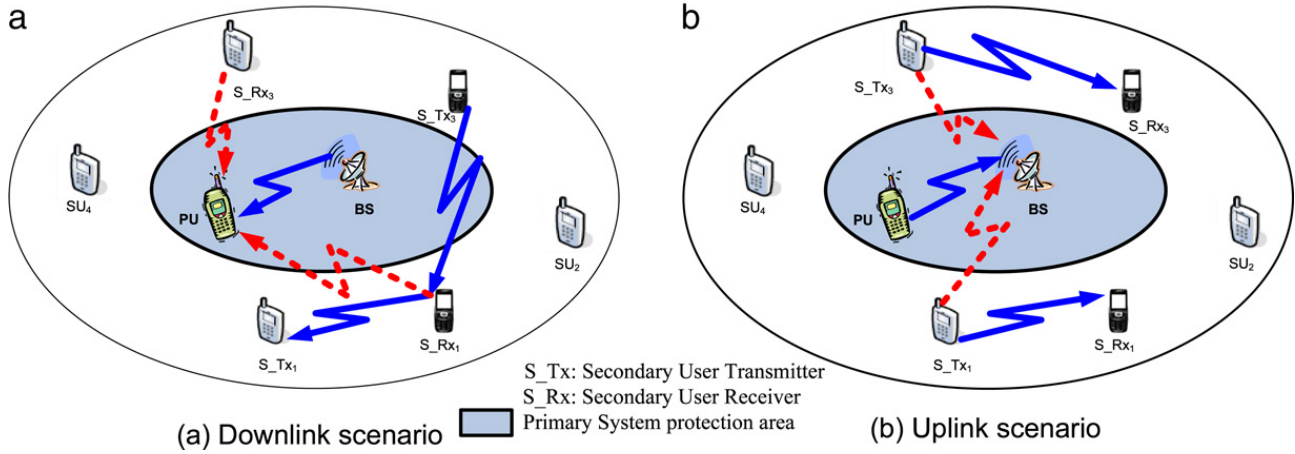 a
S_Rx3
S_Tx3
SU4
PU
BS
SU2
S_Tx1
S_Rx1
b
S_Tx3
S_Rx3
SU4
PU
BS
SU2
S_Tx1
S_Rx1
S_Tx: Secondary User Transmitter
S_Rx: Secondary User Receiver
Primary System protection area
(a) Downlink scenario
(b) Uplink scenario